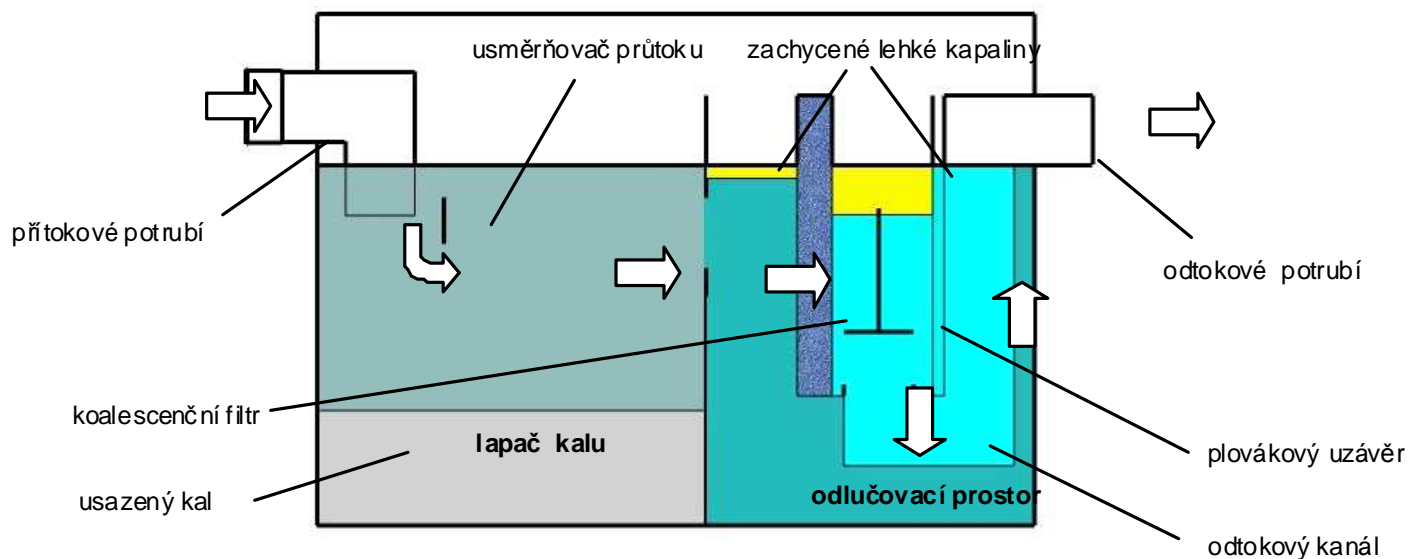 usměrňovač průtoku
zachycené lehké kapaliny
přítokové potrubí
odtokové potrubí
koalescenční filtr
lapač kalu
plovákový uzávěr
usazený kal
odlučovací prostor
odtokový kanál